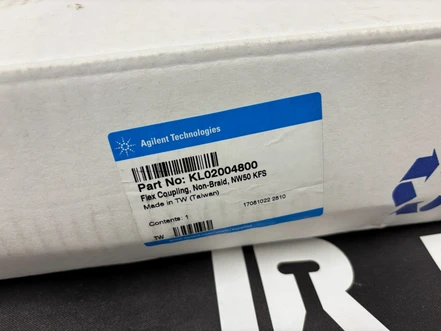 Agilent Technologies
Part No: KL02004800
Flex Coupling, Non-Braid, NW50 KFS
Made in TW (Taiwan)
17081022 2810
Contents: 1
TW